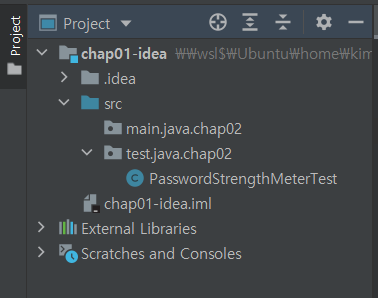 Project
Project
chap01-idea ₩₩wsl$₩Ubuntu₩home₩kim
.idea
src
main.java.chap02
test.java.chap02
PasswordStrengthMeterTest
chap01-idea.iml
External Libraries
Scratches and Consoles